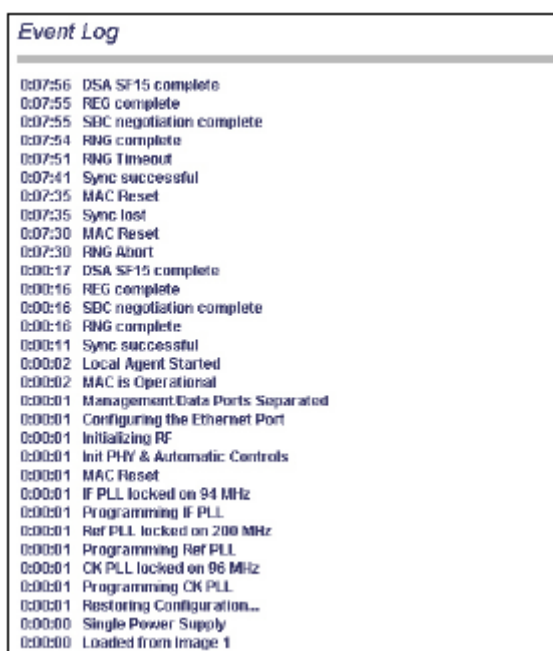 Event Log
0:07:56 DSA SF15 complete
0:07:55 REG complete
0:07:55 SBC negotiation complete
0:07:54 RNG complete
0:07:51 RNG Timeout
0:07:41 Sync successful
0:07:35 MAC Reset
0:07:35 Sync lost
0:07:30 MAC Reset
0:07:30 RNG Abort
0:00:17 DSA SF15 complete
0:00:16 REG complete
0:00:16 SBC negotiation complete
0:00:16 RNG complete
0:00:11 Sync successful
0:00:02 Local Agent Started
0:00:02 MAC is Operational
0:00:01 Management/Data Ports Separated
0:00:01 Configuring the Ethernet Port
0:00:01 Initializing RF
0:00:01 Init PHY & Automatic Controls
0:00:01 MAC Reset
0:00:01 IF PLL locked on 94 MHz
0:00:01 Programming IF PLL
0:00:01 Ref PLL locked on 200 MHz
0:00:01 Programming Ref PLL
0:00:01 CK PLL locked on 96 MHz
0:00:01 Programming CK PLL
0:00:01 Restoring Configuration...
0:00:00 Single Power Supply
0:00:00 Loaded from Image 1